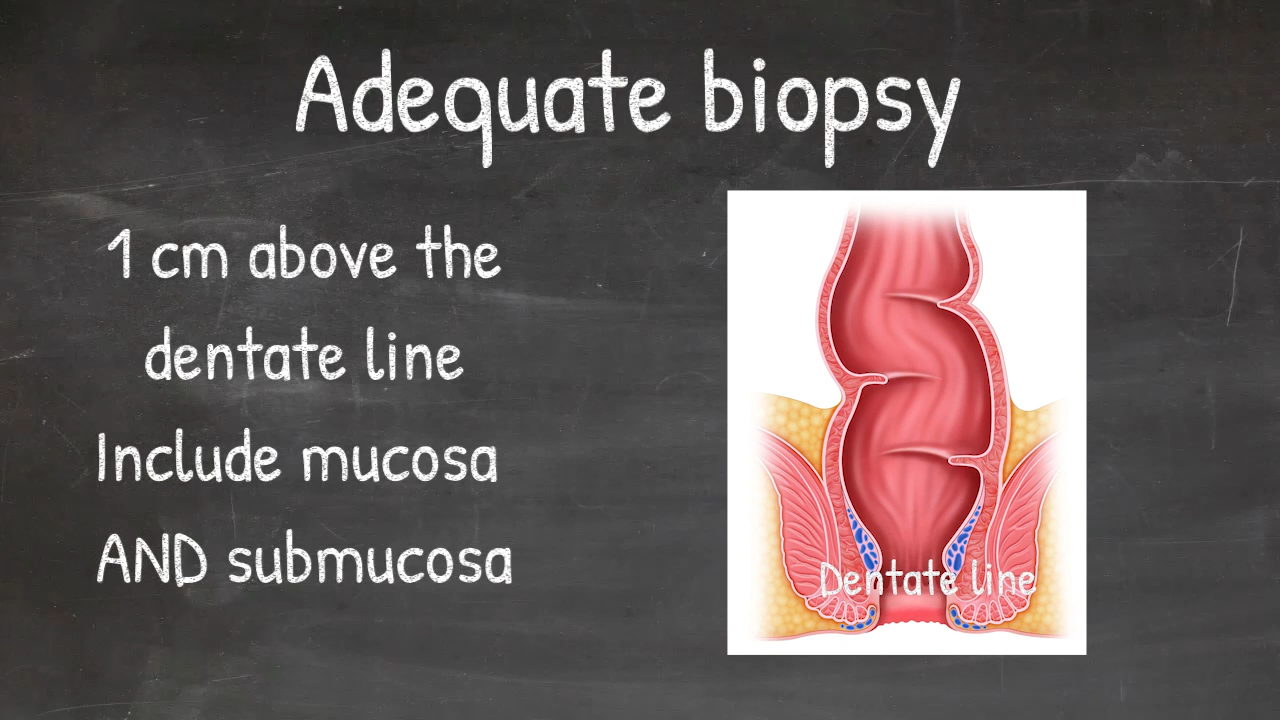 Adequate biopsy
1 cm above the
dentate line
Include mucosa
AND submucosa
Dentate line